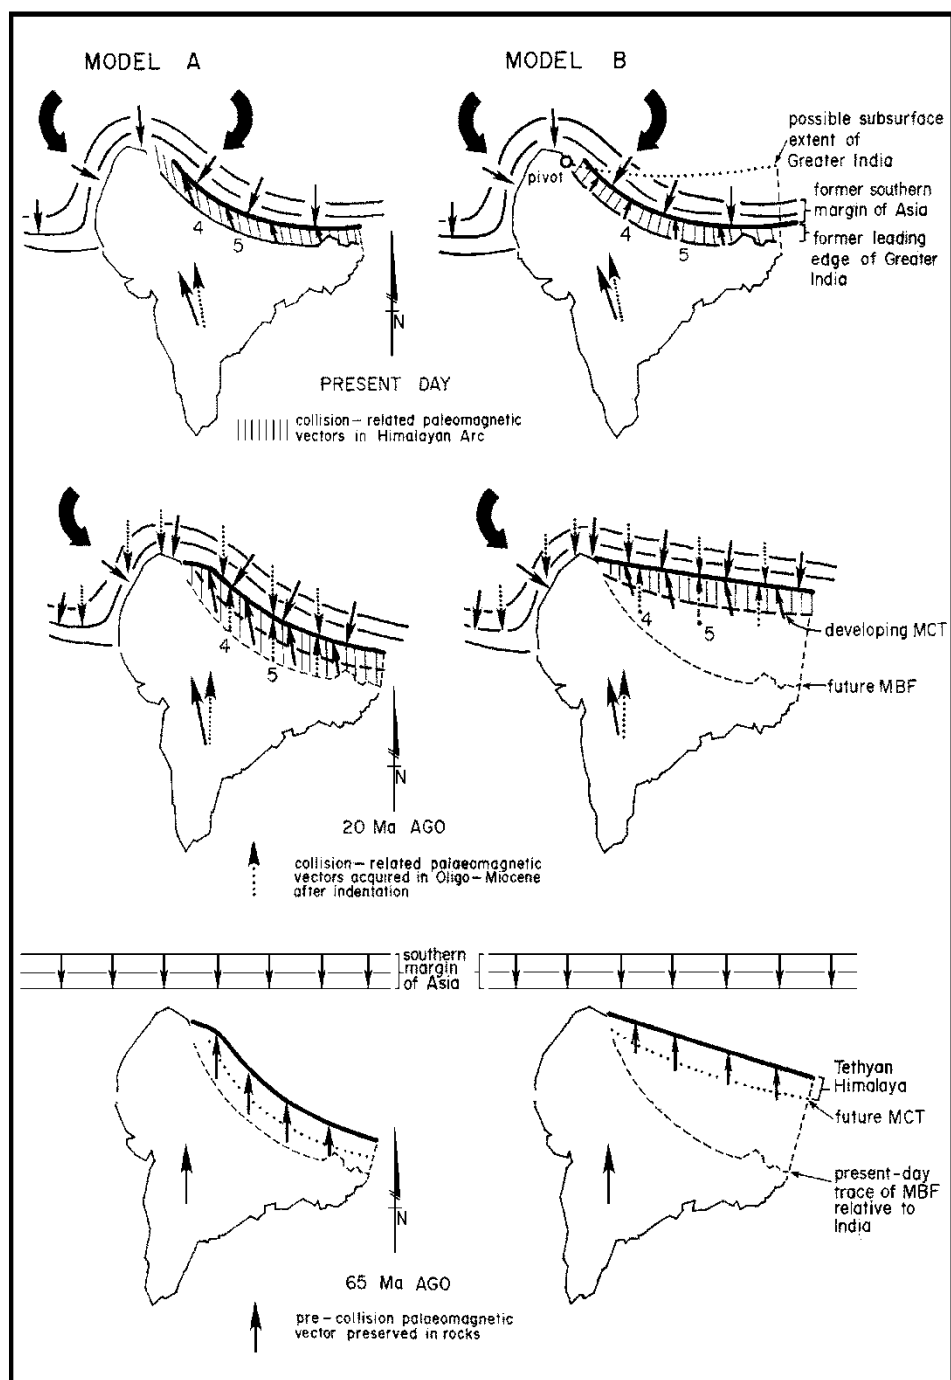 MODEL A
MODEL B
possible subsurface
extent of
Greater India
pivot
former southern
margin of Asia
former leading
edge of Greater
India
4
5
4
5
N
PRESENT DAY
collision–related paleomagnetic
vectors in Himalayan Arc
4
5
4
5
developing MCT
future MBF
N
20 Ma AGO
collision–related palaeomagnetic
vectors acquired in Oligo–Miocene
after indentation
southern
margin
of Asia
Tethyan
Himalaya
future MCT
present-day
trace of MBF
relative to
India
N
65 Ma AGO
pre–collision palaeomagnetic
vector preserved in rocks